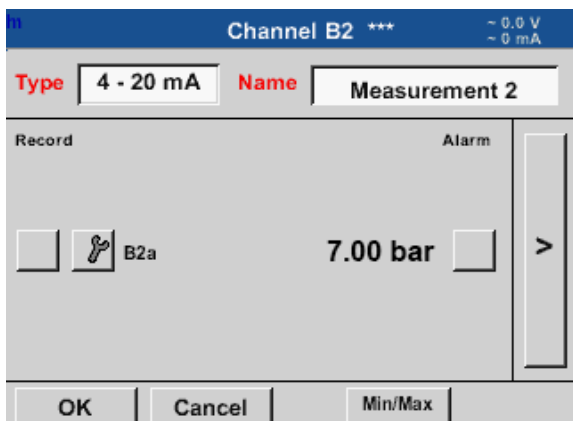 m
Channel B2 ***
~ 0.0 V
~ 0 mA
Type 4 - 20 mA Name Measurement 2
Record Alarm
B2a 7.00 bar >
OK Cancel Min/Max